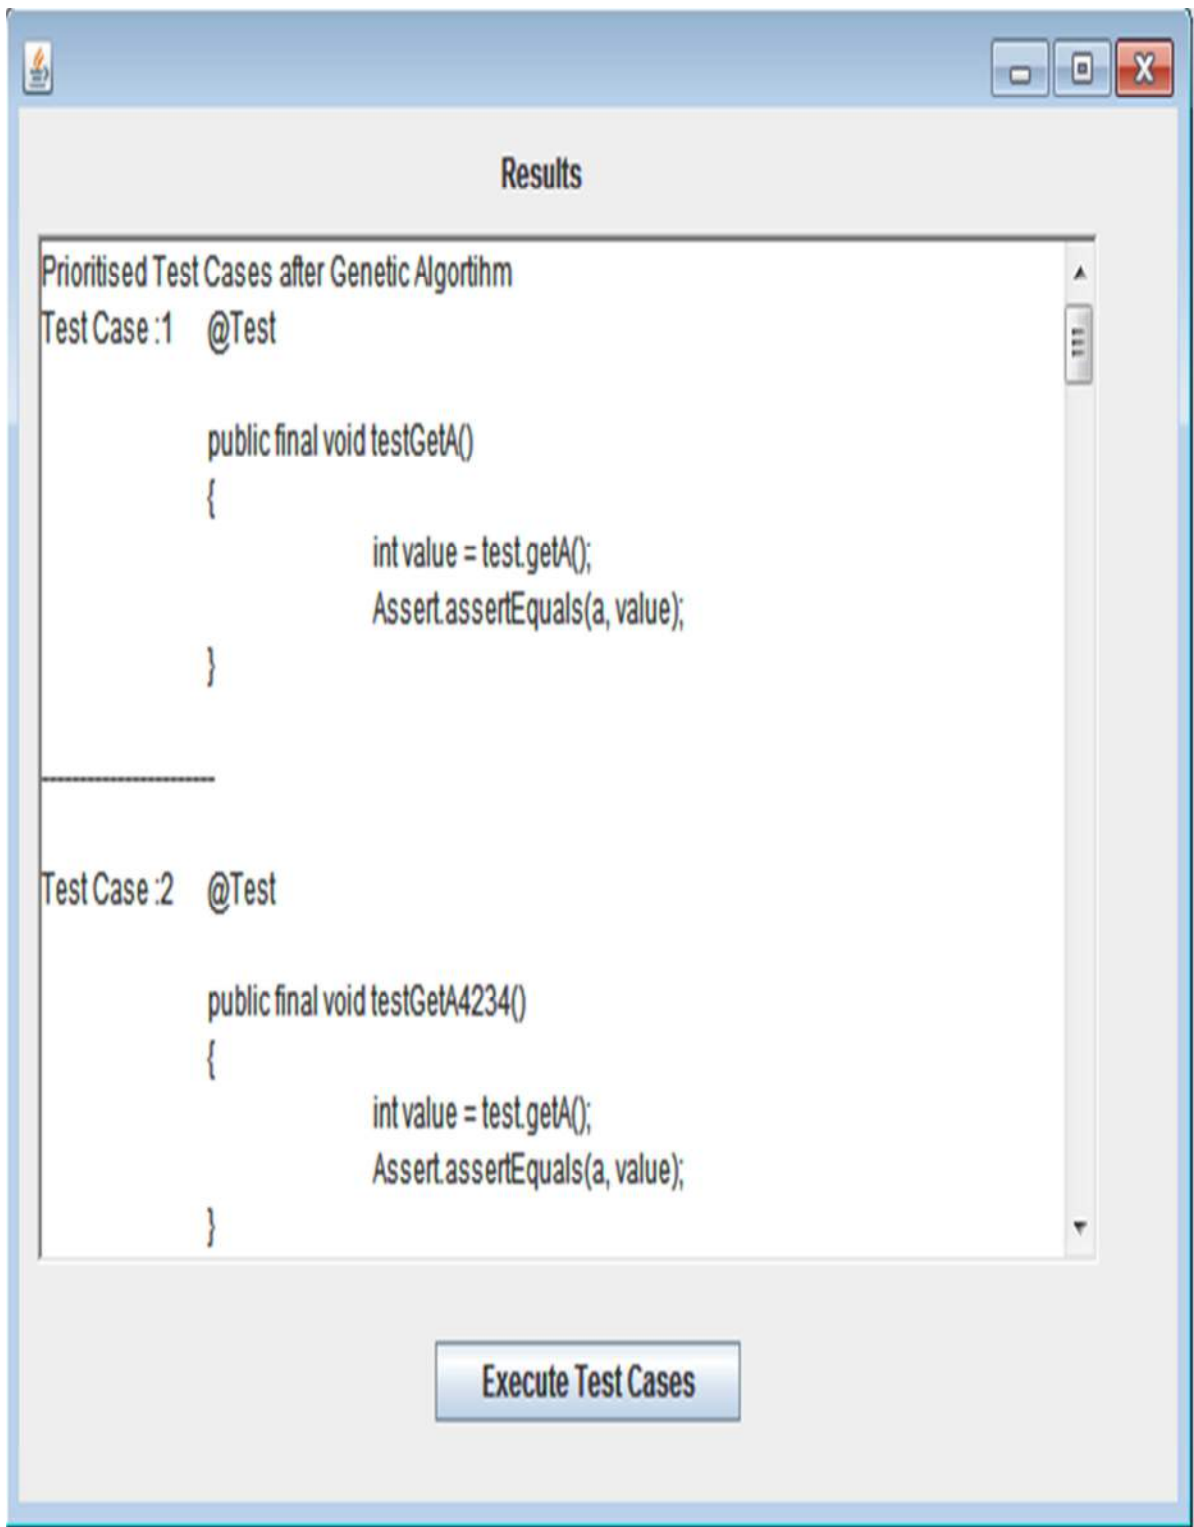 Results
Prioritised Test Cases after Genetic Algortihm
Test Case :1 @Test
public final void testGetA()
{
int value = test.getA();
Assert.assertEquals(a, value);
}
-----------------------
Test Case :2 @Test
public final void testGetA4234()
{
int value = test.getA();
Assert.assertEquals(a, value);
}
Execute Test Cases